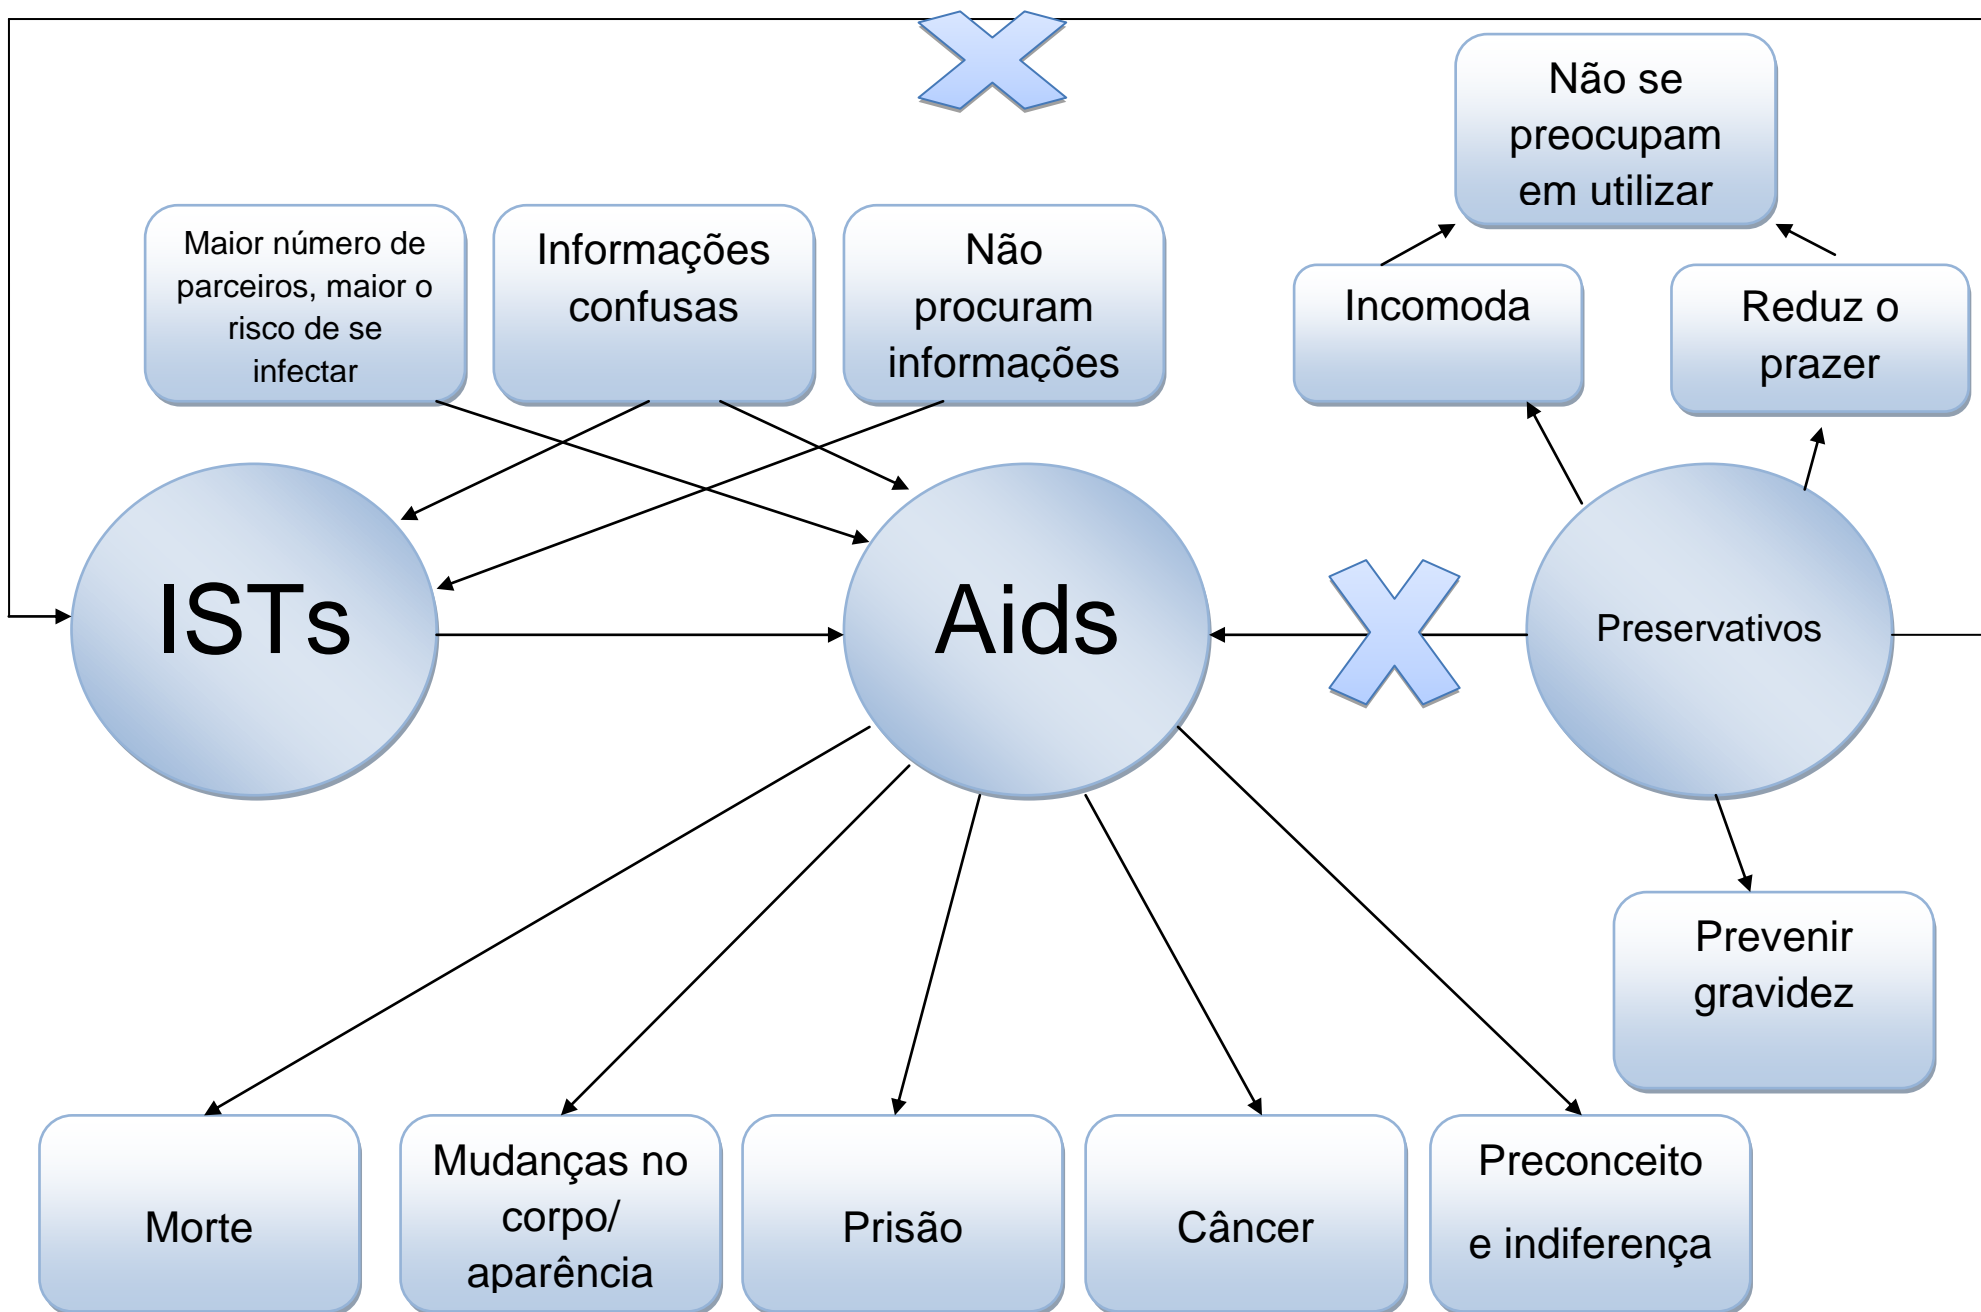 Não se
preocupam
em utilizar
Maior número de
parceiros, maior o
risco de se
infectar
Informações
confusas
Não
procuram
informações
Incomoda
Reduz o
prazer
ISTs
Aids
Preservativos
Prevenir
gravidez
Morte
Mudanças no
corpo/
aparência
Prisão
Câncer
Preconceito
e indiferença